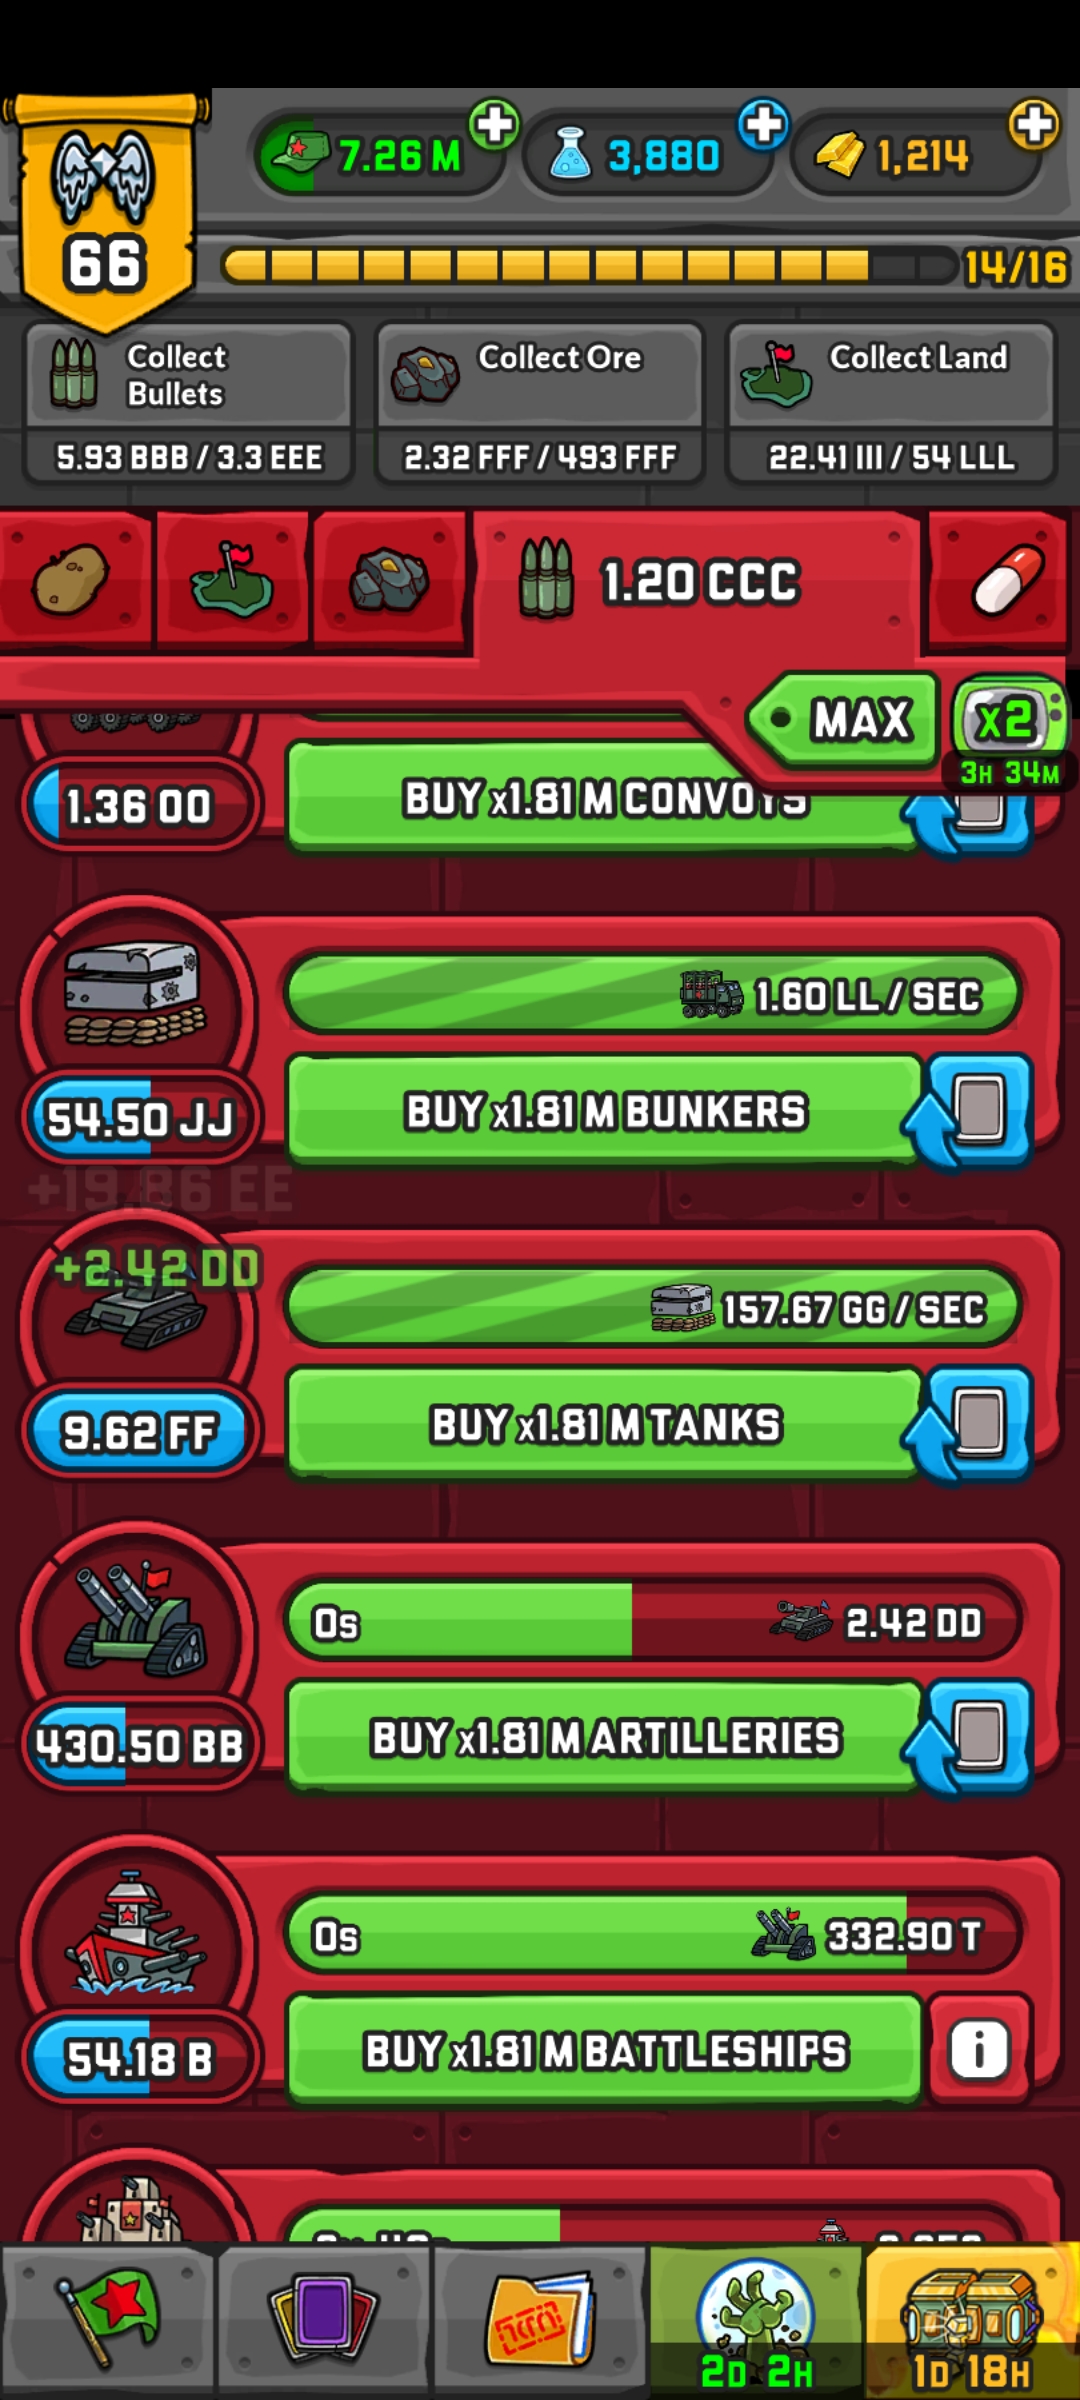 7.26 M
3,880
1,214
66
14/16
Collect
Bullets
Collect Ore
Collect Land
5.93 BBB / 3.3 EEE
2.32 FFF / 493 FFF
22.41 III / 54 LLL
1.20 CCC
MAX
x2
3H 34M
1.36 OO
BUY x1.81 M CONVOYS
1.60 LL / SEC
54.50 JJ
BUY x1.81 M BUNKERS
+19.86 EE
+2.42 DD
157.67 GG / SEC
9.62 FF
BUY x1.81 M TANKS
0s
2.42 DD
430.50 BB
BUY x1.81 M ARTILLERIES
0s
332.90 T
54.18 B
BUY x1.81 M BATTLESHIPS
i
2D 2H
1D 18H